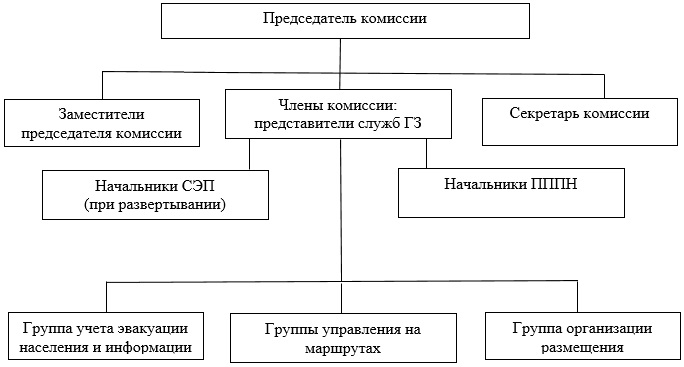 Председатель комиссии
Заместители
председателя комиссии
Члены комиссии:
представители служб ГЗ
Секретарь комиссии
Начальники СЭП
(при развертывании)
Начальники ПППН
Группа учета эвакуации
населения и информации
Группы управления на
маршрутах
Группа организации
размещения